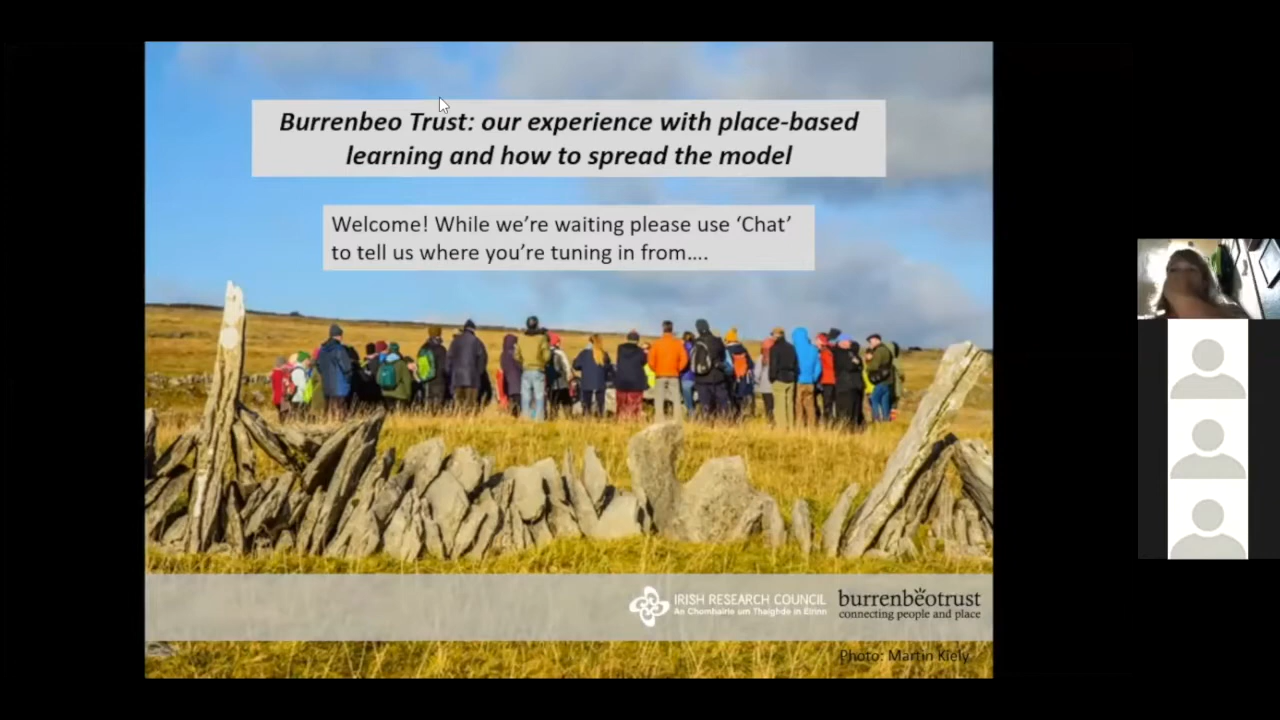 Burrenbeo Trust: our experience with place-based
learning and how to spread the model
Welcome! While we're waiting please use 'Chat'
to tell us where you're tuning in from....
IRISH RESEARCH COUNCIL
An Chomhairle um Thaighde in Éirinn
burrenbeotrust
connecting people and place
Photo: Martin Kiely